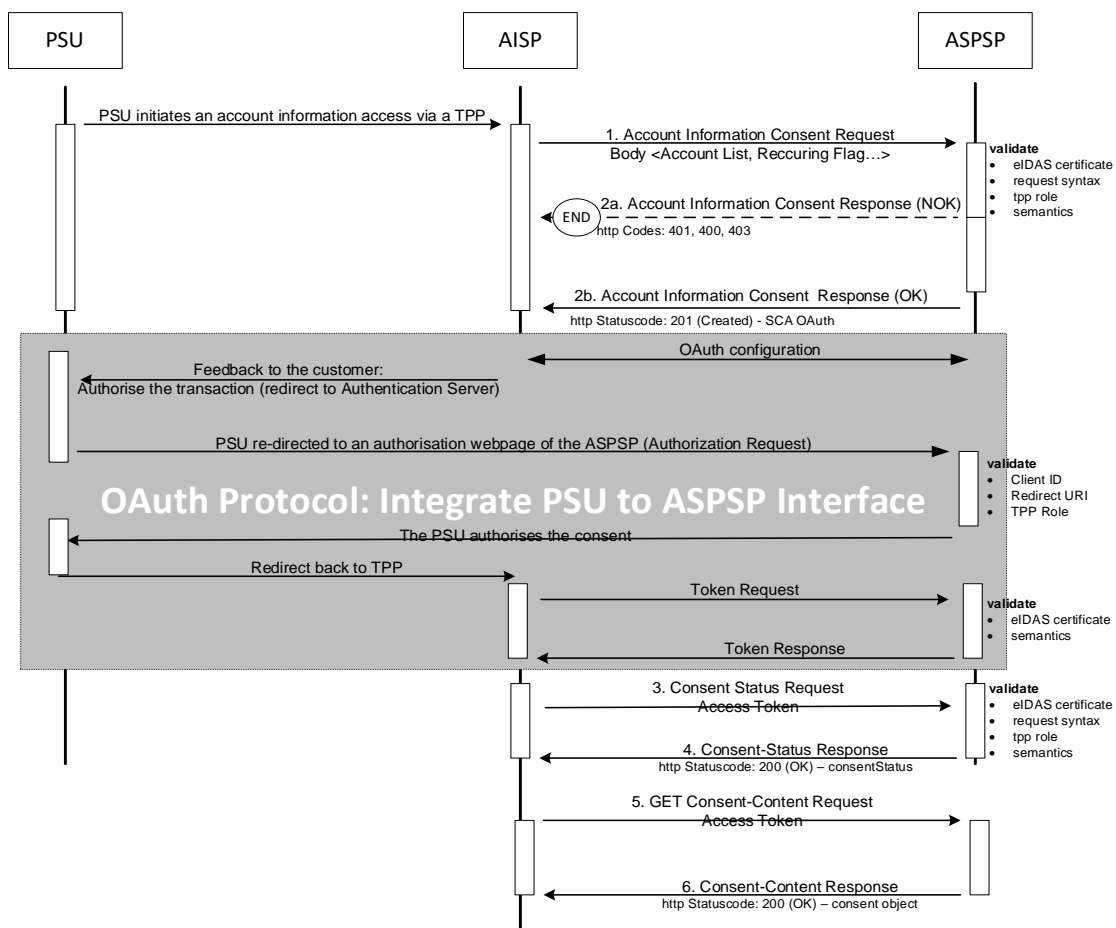 PSU
AISP
ASPSP
PSU initiates an account information access via a TPP
1. Account Information Consent Request
Body <Account List, Reccuring Flag…>
validate
• eIDAS certificate
• request syntax
• tpp role
• semantics
2a. Account Information Consent Response (NOK)
END
http Codes: 401, 400, 403
2b. Account Information Consent Response (OK)
http Statuscode: 201 (Created) - SCA OAuth
OAuth configuration
Feedback to the customer:
Authorise the transaction (redirect to Authentication Server)
PSU re-directed to an authorisation webpage of the ASPSP (Authorization Request)
validate
• Client ID
• Redirect URI
• TPP Role
OAuth Protocol: Integrate PSU to ASPSP Interface
The PSU authorises the consent
Redirect back to TPP
Token Request
validate
• eIDAS certificate
• semantics
Token Response
3. Consent Status Request
Access Token
validate
• eIDAS certificate
• request syntax
• tpp role
• semantics
4. Consent-Status Response
http Statuscode: 200 (OK) – consentStatus
5. GET Consent-Content Request
Access Token
6. Consent-Content Response
http Statuscode: 200 (OK) – consent object